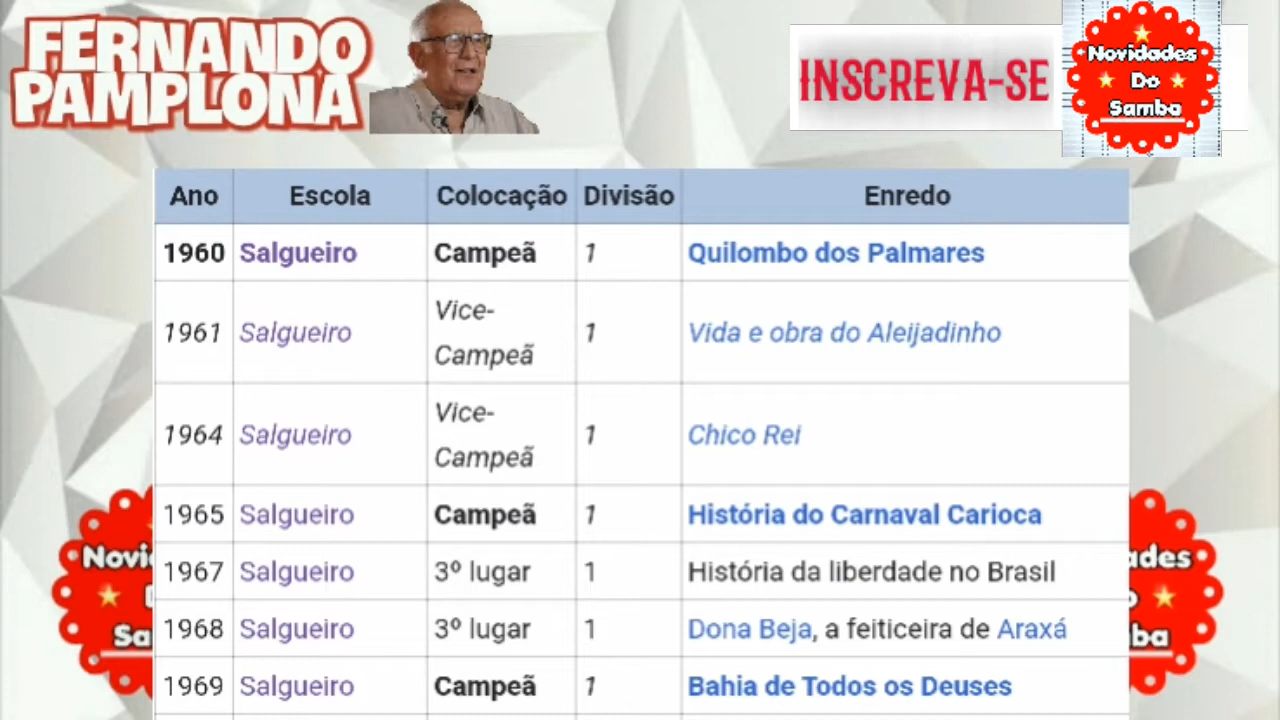 FERNANDO
PAMPLONA
INSCREVA-SE
Novidades
Do
Samba
Ano Escola Colocação Divisão Enredo
1960 Salgueiro Campeã 1 Quilombo dos Palmares
1961 Salgueiro Vice-
Campeã 1 Vida e obra do Aleijadinho
1964 Salgueiro Vice-
Campeã 1 Chico Rei
1965 Salgueiro Campeã 1 História do Carnaval Carioca
1967 Salgueiro 3º lugar 1 História da liberdade no Brasil
1968 Salgueiro 3º lugar 1 Dona Beja, a feiticeira de Araxá
1969 Salgueiro Campeã 1 Bahia de Todos os Deuses